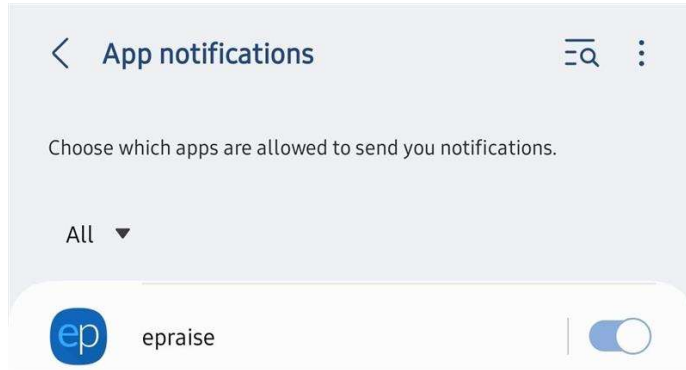 App notifications
Choose which apps are allowed to send you notifications.
All
ep epraise